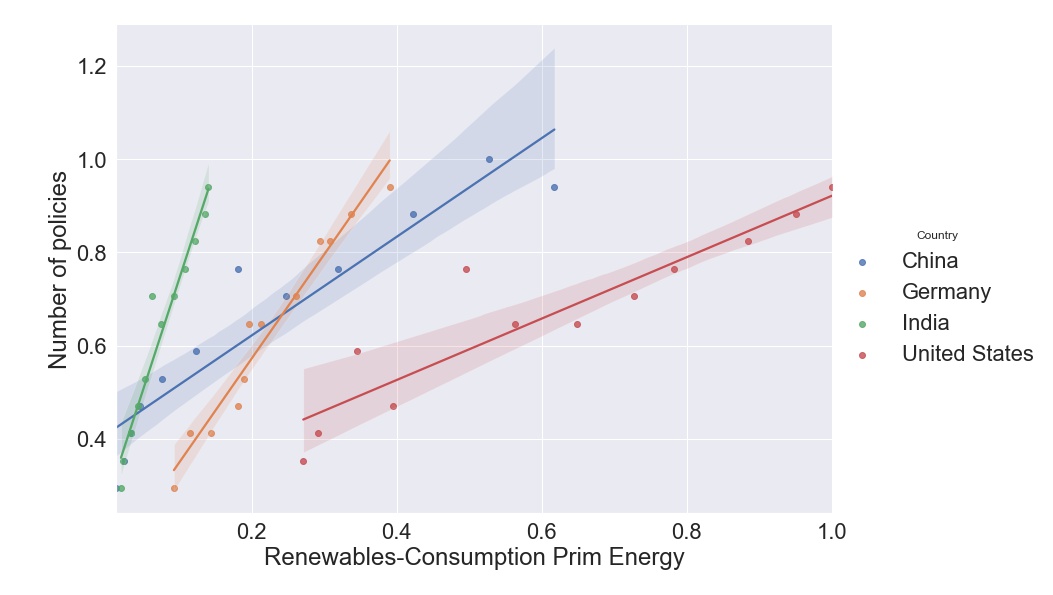 1.2
1.0
0.8
0.6
0.4
Number of policies
0.2
0.4
0.6
0.8
1.0
Renewables-Consumption Prim Energy
Country
China
Germany
India
United States